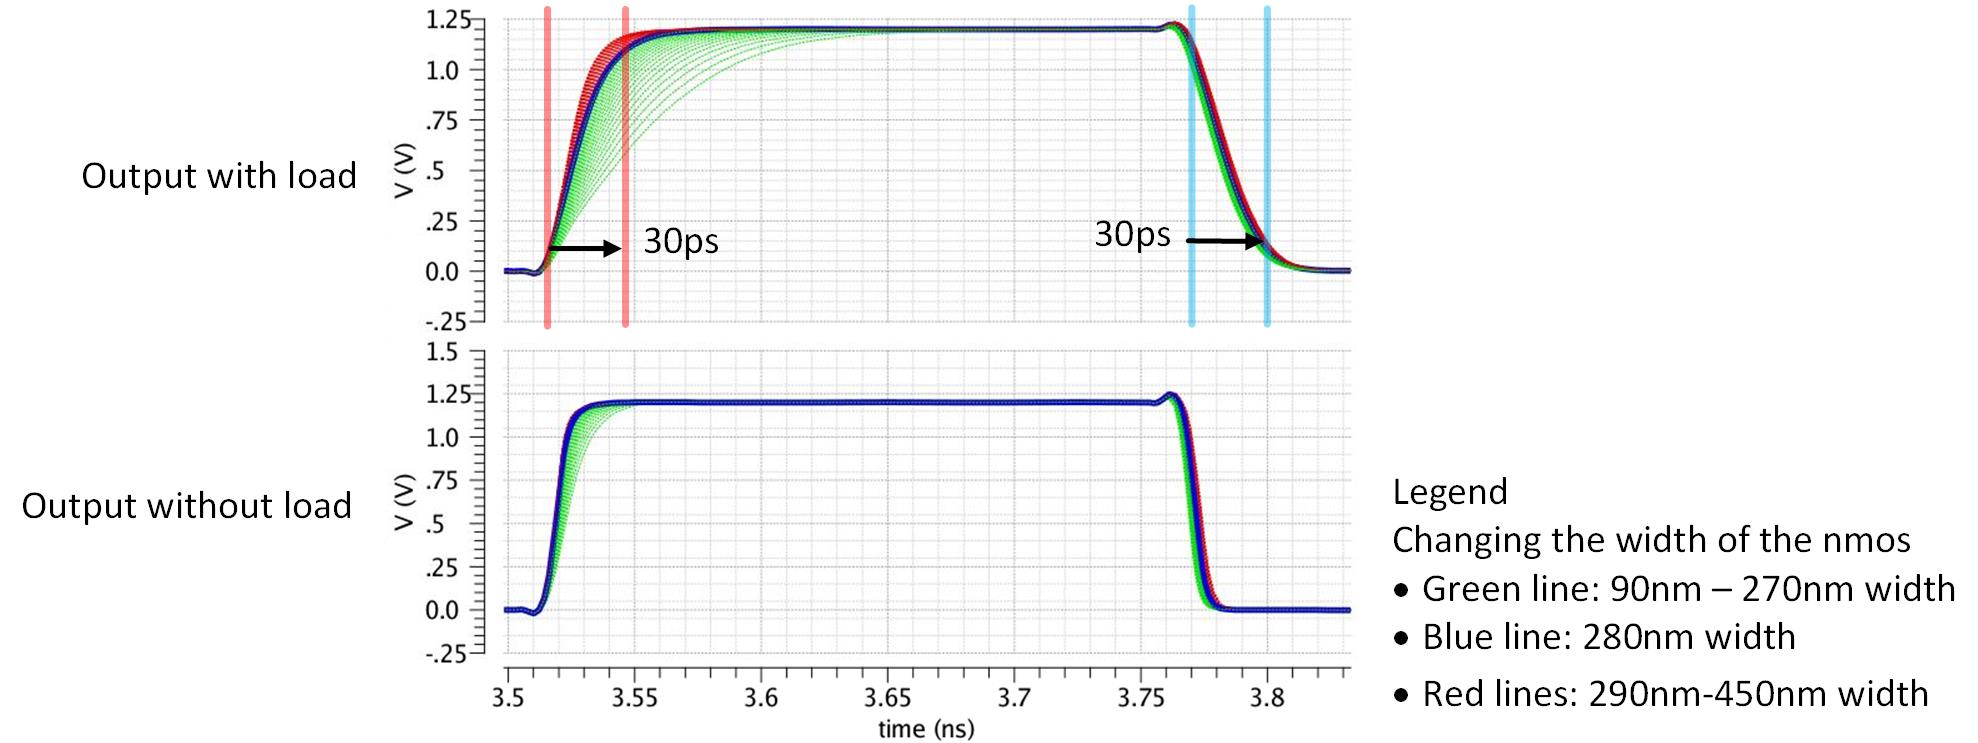 Output with load
V (V)
1.25
1.0
.75
.5
.25
0.0
-.25
30ps
30ps
Output without load
V (V)
1.5
1.25
1.0
.75
.5
.25
0.0
-.25
3.5
3.55
3.6
3.65
3.7
3.75
3.8
time (ns)
Legend
Changing the width of the nmos
• Green line: 90nm – 270nm width
• Blue line: 280nm width
• Red lines: 290nm-450nm width